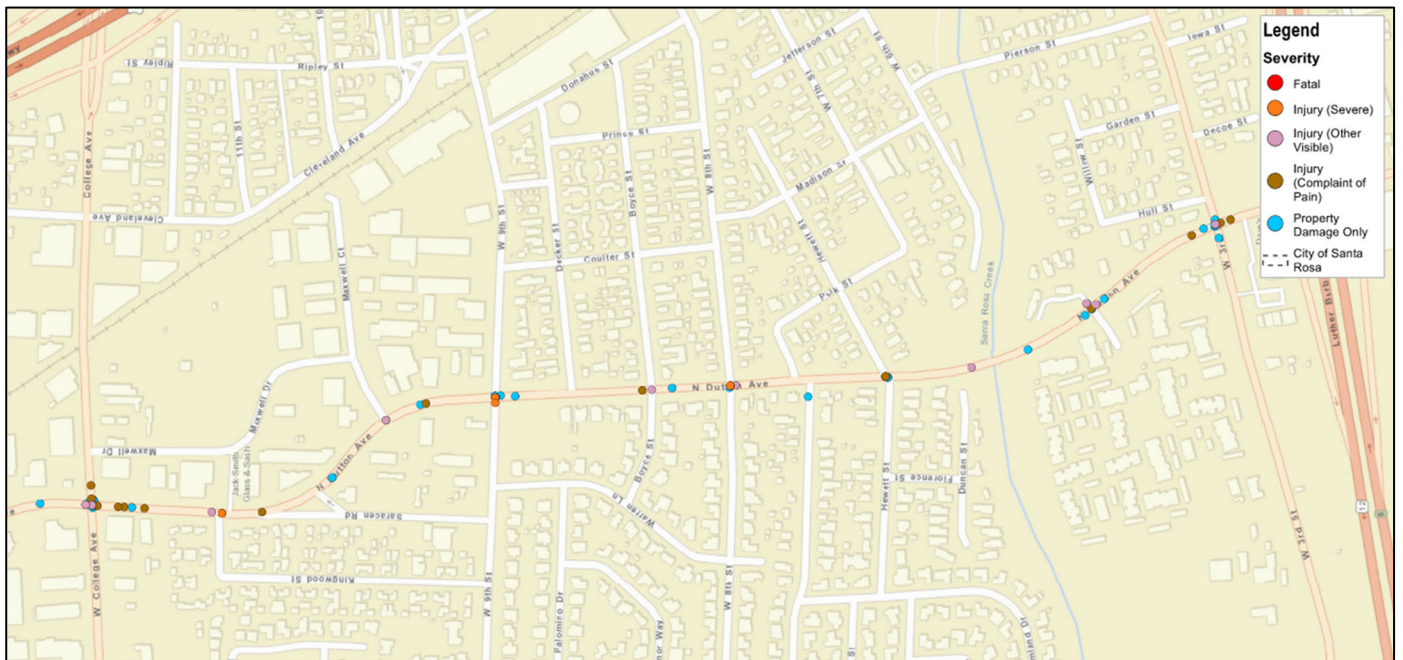 Legend
Severity
Fatal
Injury (Severe)
Injury (Other
Visible)
Injury
(Complaint of
Pain)
Property
Damage Only
City of Santa
Rosa
Ripley St
Ripley St
Donahue St
Jefferson St
W 6th St
Pierson St
Iowa St
College Ave
11th St
Cleveland Ave
Prince St
W 7th St
Garden St
Decoe St
Cleveland Ave
Maxwell Ct
W 9th St
Decker St
Boyce St
W 8th St
Madison St
Hewett St
Hull St
W 3rd St
Coulter St
Polk St
Santa Rosa Creek
N Dutton Ave
Maxwell Dr
Maxwell Dr
Jack Smith
Glass & Sash
N Dutton Ave
Saracen Rd
Boyce St
Warren Ln
Hewett St
Florence St
Duncan St
12
W College Ave
Kingwood St
W 9th St
Palomino Dr
W 8th St
W 3rd St